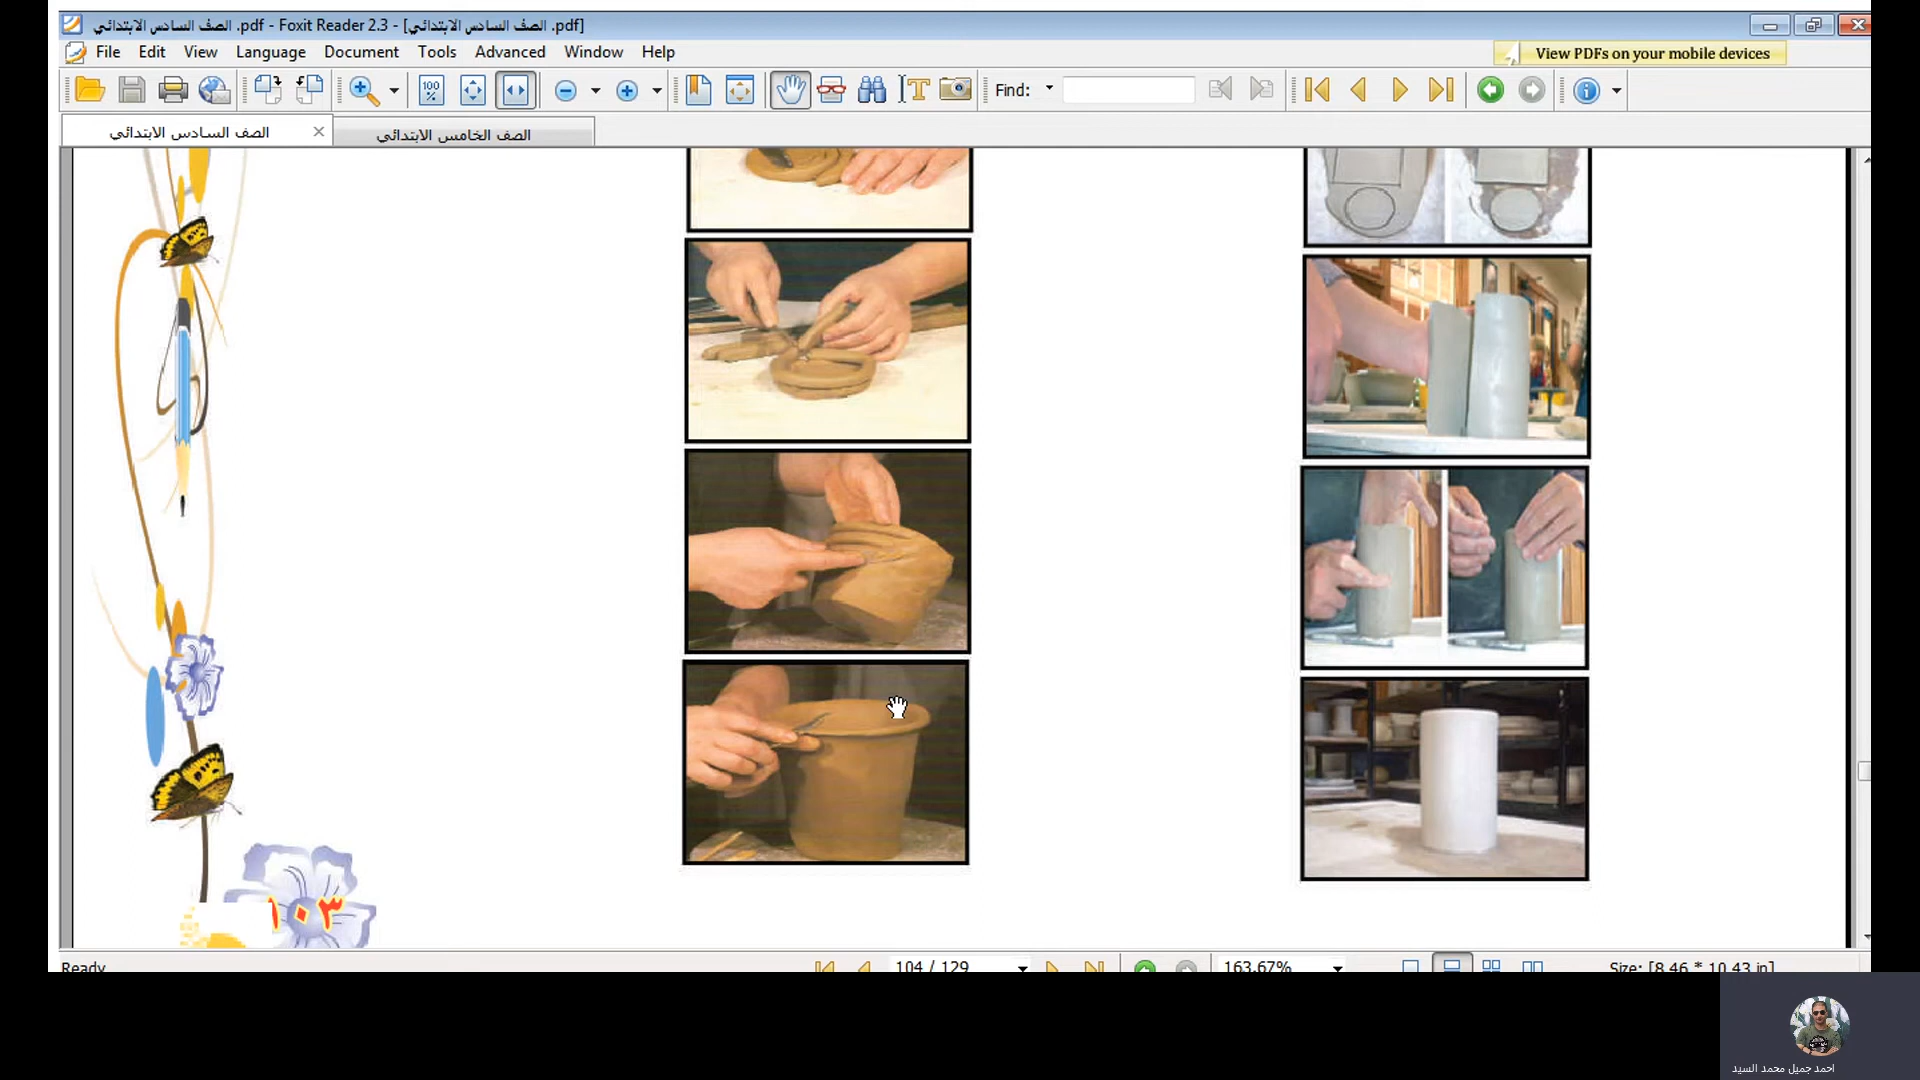 الصف السادس الابتدائي .pdf - Foxit Reader 2.3 - [الصف السادس الابتدائي .pdf]
File Edit View Language Document Tools Advanced Window Help
View PDFs on your mobile devices
100 %
Find:
الصف السادس الابتدائي
الصف الخامس الابتدائي
١٠٣
Ready
104 / 129
163.67%
Size: [8.46 * 10.43 in]
احمد جميل محمد السيد